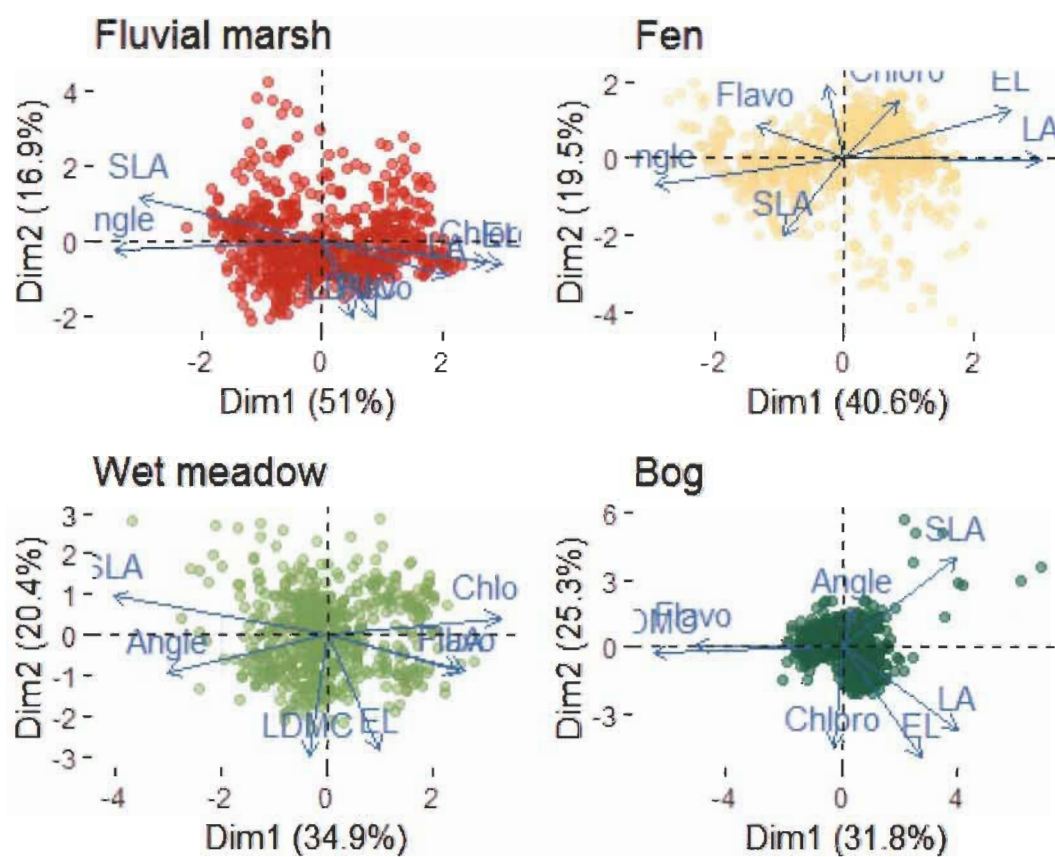 Fluvial marsh
Fen
Dim2 (16.9%)
4
2
0
-2
SLA
ngle
EL
-2
0
2
Dim1 (51%)
Dim2 (19.5%)
2
0
-2
-4
Flavo
Chloro
EL
LA
ngle
SLA
-2
0
2
Dim1 (40.6%)
Wet meadow
Bog
Dim2 (20.4%)
3
2
1
0
-1
-2
-3
SLA
Chlo
Angle
LDMC
EL
-4
-2
0
2
Dim1 (34.9%)
Dim2 (25.3%)
6
3
0
-3
SLA
Angle
Flavo
LA
Chloro
EL
-4
0
4
Dim1 (31.8%)